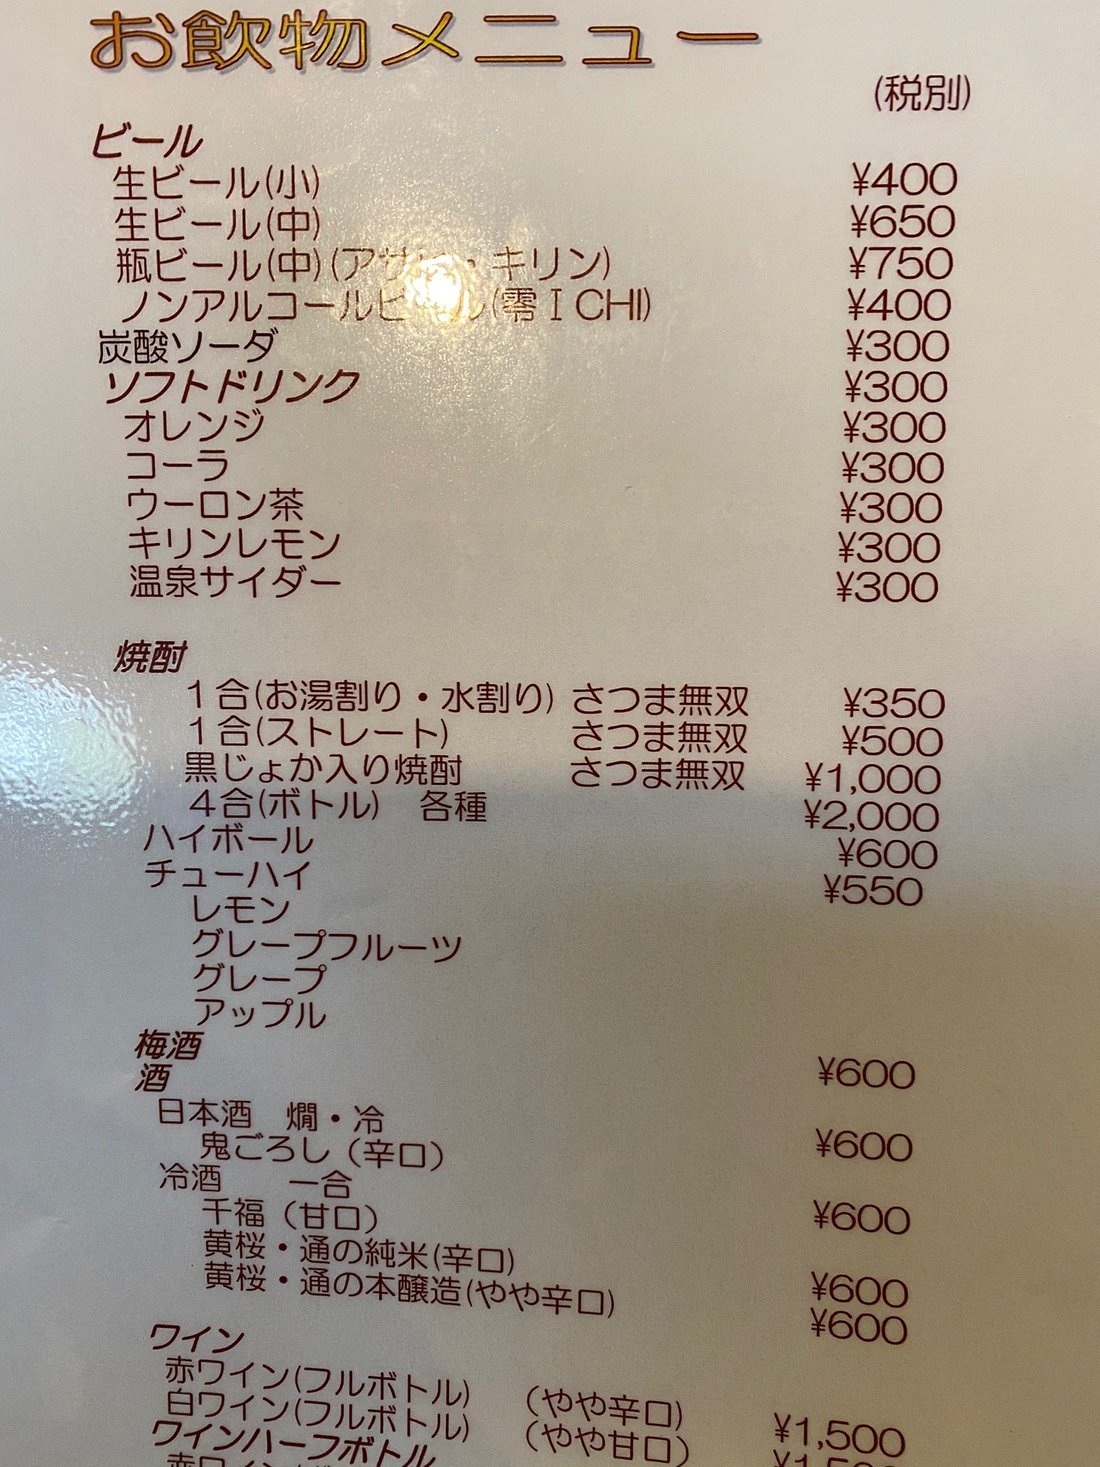 お飲物メニュー
(税別)
ビール
生ビール(小) ¥400
生ビール(中) ¥650
瓶ビール(中)(アサ・キリン) ¥750
ノンアルコールビール(零ICHI) ¥400
炭酸ソーダ ¥300
ソフトドリンク ¥300
オレンジ ¥300
コーラ ¥300
ウーロン茶 ¥300
キリンレモン ¥300
温泉サイダー ¥300
焼酎
1合(お湯割り・水割り) さつま無双 ¥350
1合(ストレート) さつま無双 ¥500
黒じょか入り焼酎 さつま無双 ¥1,000
4合(ボトル) 各種 ¥2,000
ハイボール ¥600
チューハイ ¥550
レモン
グレープフルーツ
グレープ
アップル
梅酒 ¥600
酒
日本酒 燗・冷
鬼ごろし(辛口) ¥600
冷酒 一合
千福(甘口) ¥600
黄桜・通の純米(辛口) ¥600
黄桜・通の本醸造(やや辛口) ¥600
ワイン
赤ワイン(フルボトル) (やや辛口) ¥1,500
白ワイン(フルボトル) (やや甘口)
ワインハーフボトル